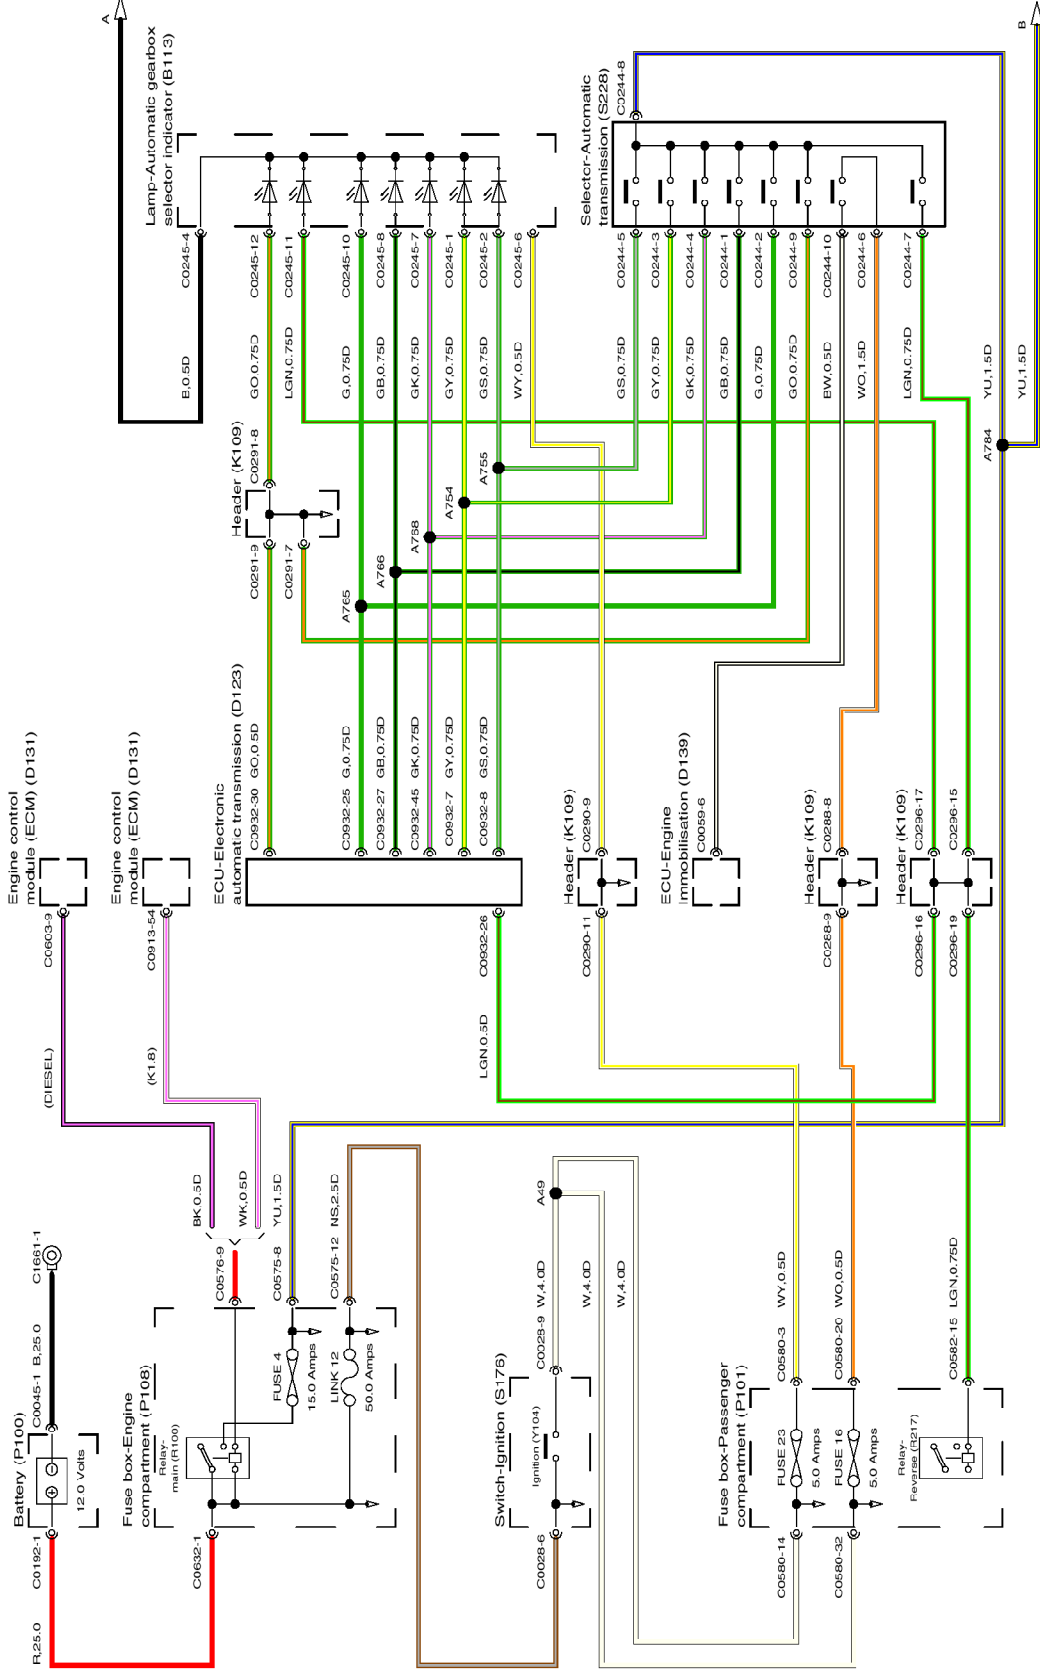 A
B
Lamp-Automatic gearbox
selector indicator (B113)
Selector-Automatic
transmission (S228)
C0244-8
C0245-4
C0245-12
C0245-11
C0245-10
C0245-8
C0245-7
C0245-1
C0245-2
C0245-6
C0244-5
C0244-3
C0244-4
C0244-1
C0244-2
C0244-9
C0244-10
C0244-6
C0244-7
B,0.5D
GO,0.75D
LGN,0.75D
G,0.75D
GB,0.75D
GK,0.75D
GY,0.75D
GS,0.75D
WY,0.5D
GS,0.75D
GY,0.75D
GK,0.75D
GB,0.75D
G,0.75D
GO,0.75D
BW,0.5D
WO,1.5D
LGN,0.75D
YU,1.5D
YU,1.5D
A784
Header (K109)
C0291-8
C0291-9
C0291-7
A765
A766
A768
A754
A755
Engine control
module (ECM) (D131)
C0603-9
Engine control
module (ECM) (D131)
C0913-54
ECU-Electronic
automatic transmission (D123)
C0932-30 GO,0.5D
C0932-25 G,0.75D
C0932-27 GB,0.75D
C0932-45 GK,0.75D
C0932-7 GY,0.75D
C0932-8 GS,0.75D
C0932-26
LGN,0.5D
Header (K109)
C0290-9
C0290-11
ECU-Engine
immobilisation (D139)
C0059-6
Header (K109)
C0288-8
C0288-9
Header (K109)
C0296-17
C0296-15
C0296-16
C0296-19
(DIESEL)
(K1.8)
BK,0.5D
WK,0.5D
YU,1.5D
NS,2.5D
C0576-9
C0575-8
C0575-12
Battery (P100)
12.0 Volts
C0045-1 B,25.0
C1661-1
C0192-1
R,25.0
Fuse box-Engine
compartment (P108)
Relay-
main (R100)
FUSE 4
15.0 Amps
LINK 12
50.0 Amps
C0632-1
Switch-Ignition (S176)
Ignition (Y104)
C0028-9 W,4.0D
W,4.0D
W,4.0D
A49
C0028-6
Fuse box-Passenger
compartment (P101)
FUSE 23
5.0 Amps
FUSE 16
5.0 Amps
Relay-
Reverse (R217)
C0580-3 WY,0.5D
C0580-20 WO,0.5D
C0582-15 LGN,0.75D
C0580-14
C0580-32